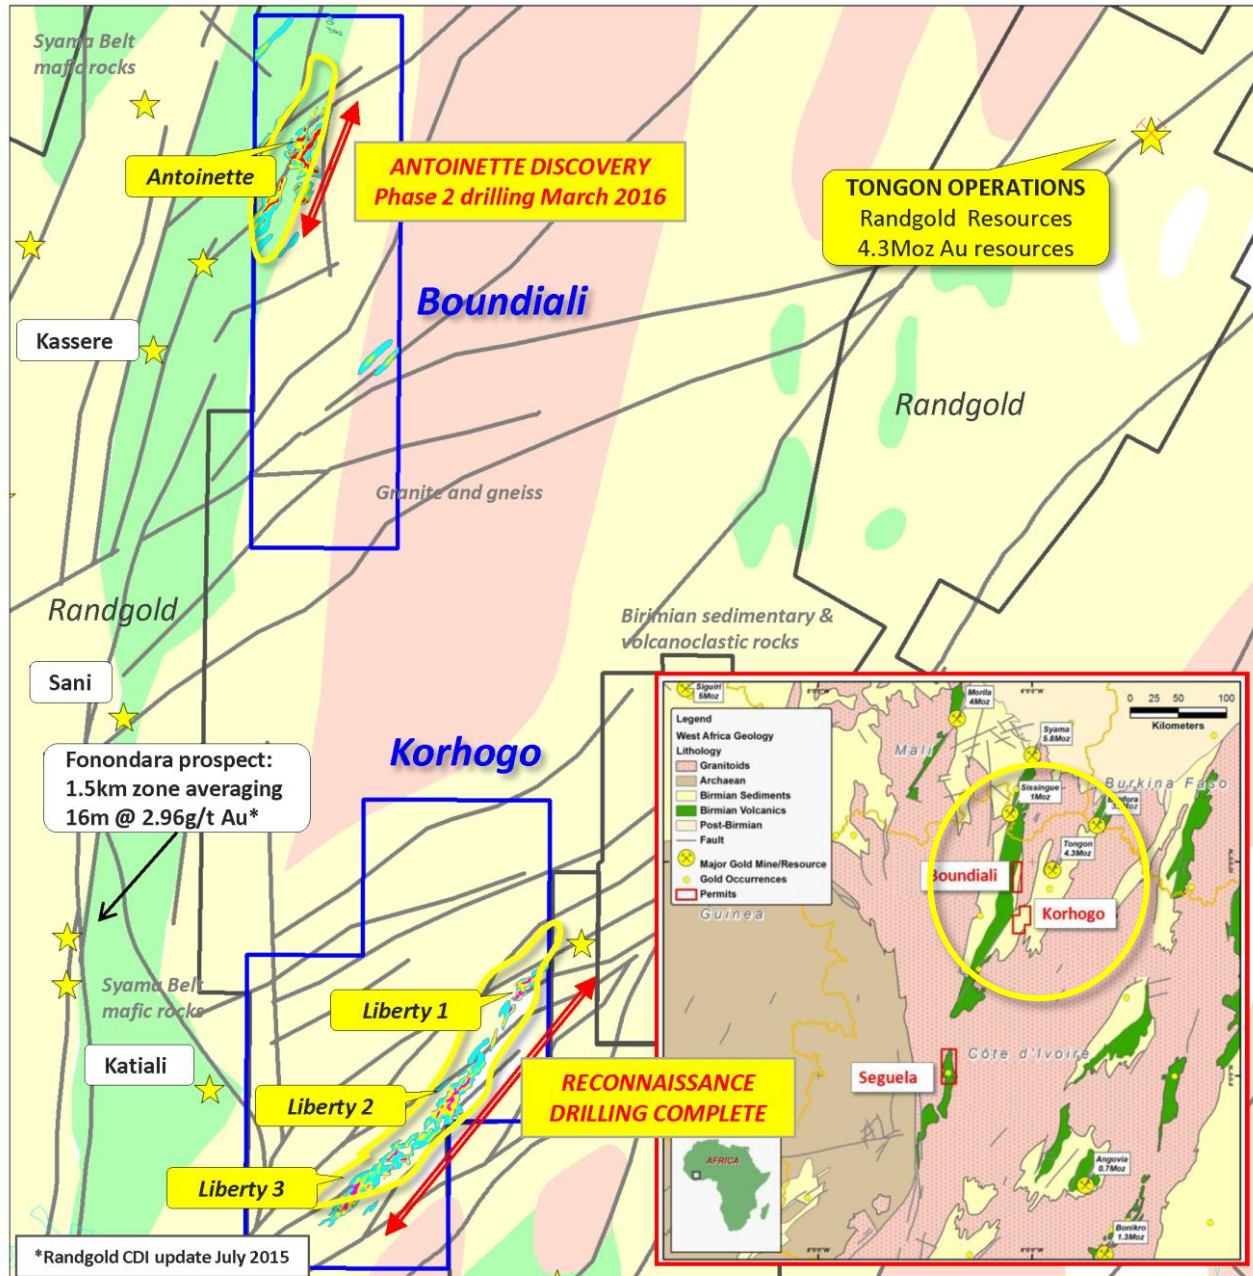 Syama Belt
mafic rocks
Antoinette
ANTOINETTE DISCOVERY
Phase 2 drilling March 2016
TONGON OPERATIONS
Randgold Resources
4.3Moz Au resources
Boundiali
Kassere
Randgold
Granite and gneiss
Randgold
Birimian sedimentary &
volcanoclastic rocks
Sani
Korhogo
Fonondara prospect:
1.5km zone averaging
16m @ 2.96g/t Au*
Syama Belt
mafic rocks
Katiali
Liberty 1
Liberty 2
Liberty 3
RECONNAISSANCE
DRILLING COMPLETE
*Randgold CDI update July 2015
Siguiri
5Moz
Morila
4Moz
Syama
5.8Moz
0 25 50 100
Kilometers
Legend
West Africa Geology
Lithology
Granitoids
Archaean
Birmian Sediments
Birmian Volcanics
Post-Birmian
Fault
Major Gold Mine/Resource
Gold Occurrences
Permits
Mali
Burkina Faso
Sissingue
1Moz
Tongon
4.3Moz
Boundiali
Korhogo
Guinea
Côte d'Ivoire
Seguela
AFRICA
Angovia
0.7Moz
Bonikro
1.3Moz